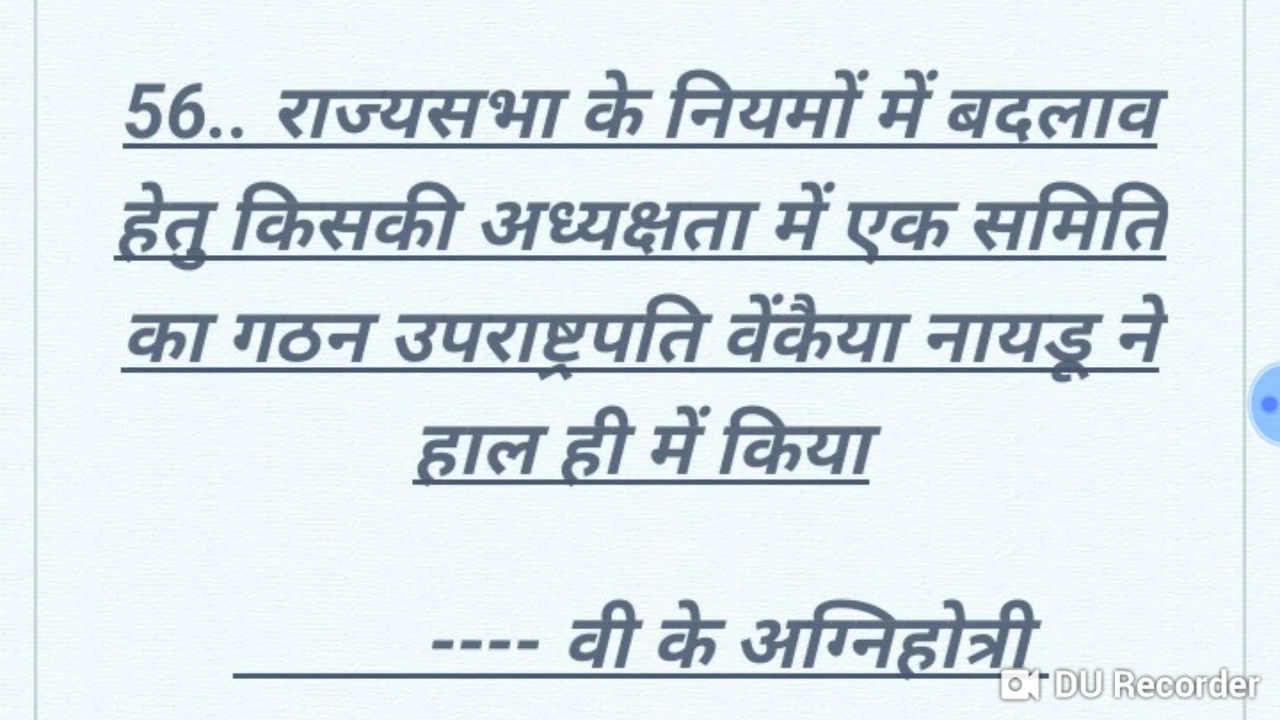 56.. राज्यसभा के नियमों में बदलाव
हेतु किसकी अध्यक्षता में एक समिति
का गठन उपराष्ट्रपति वेंकैया नायडू ने
हाल ही में किया
---- वी के अग्निहोत्री
DU Recorder